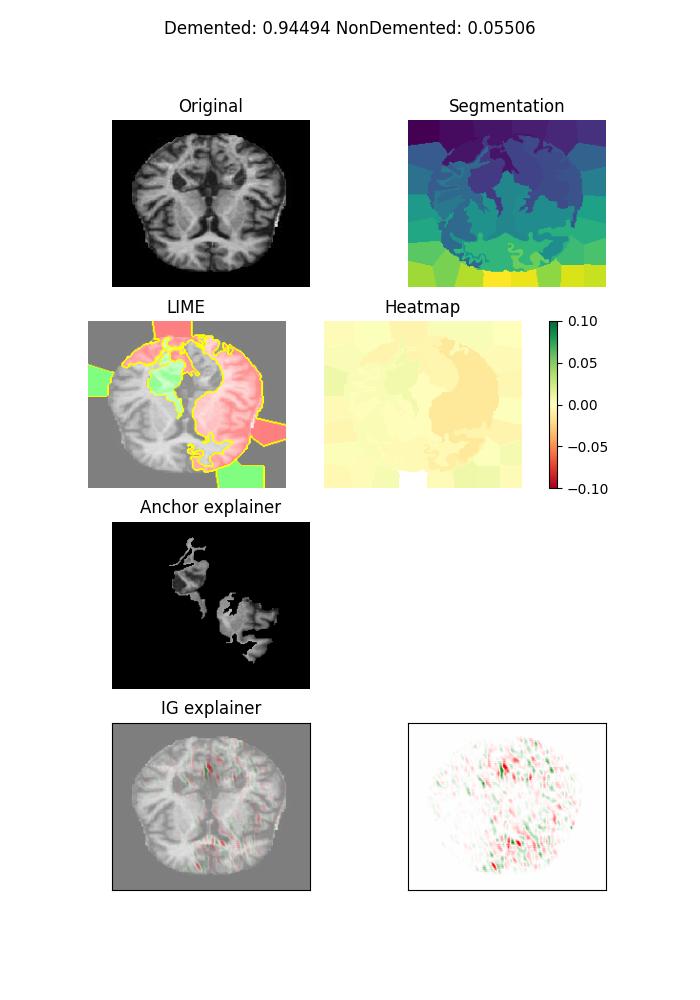 Demented: 0.94494 NonDemented: 0.05506
Original
Segmentation
LIME
Heatmap
0.10
0.05
0.00
−0.05
−0.10
Anchor explainer
IG explainer